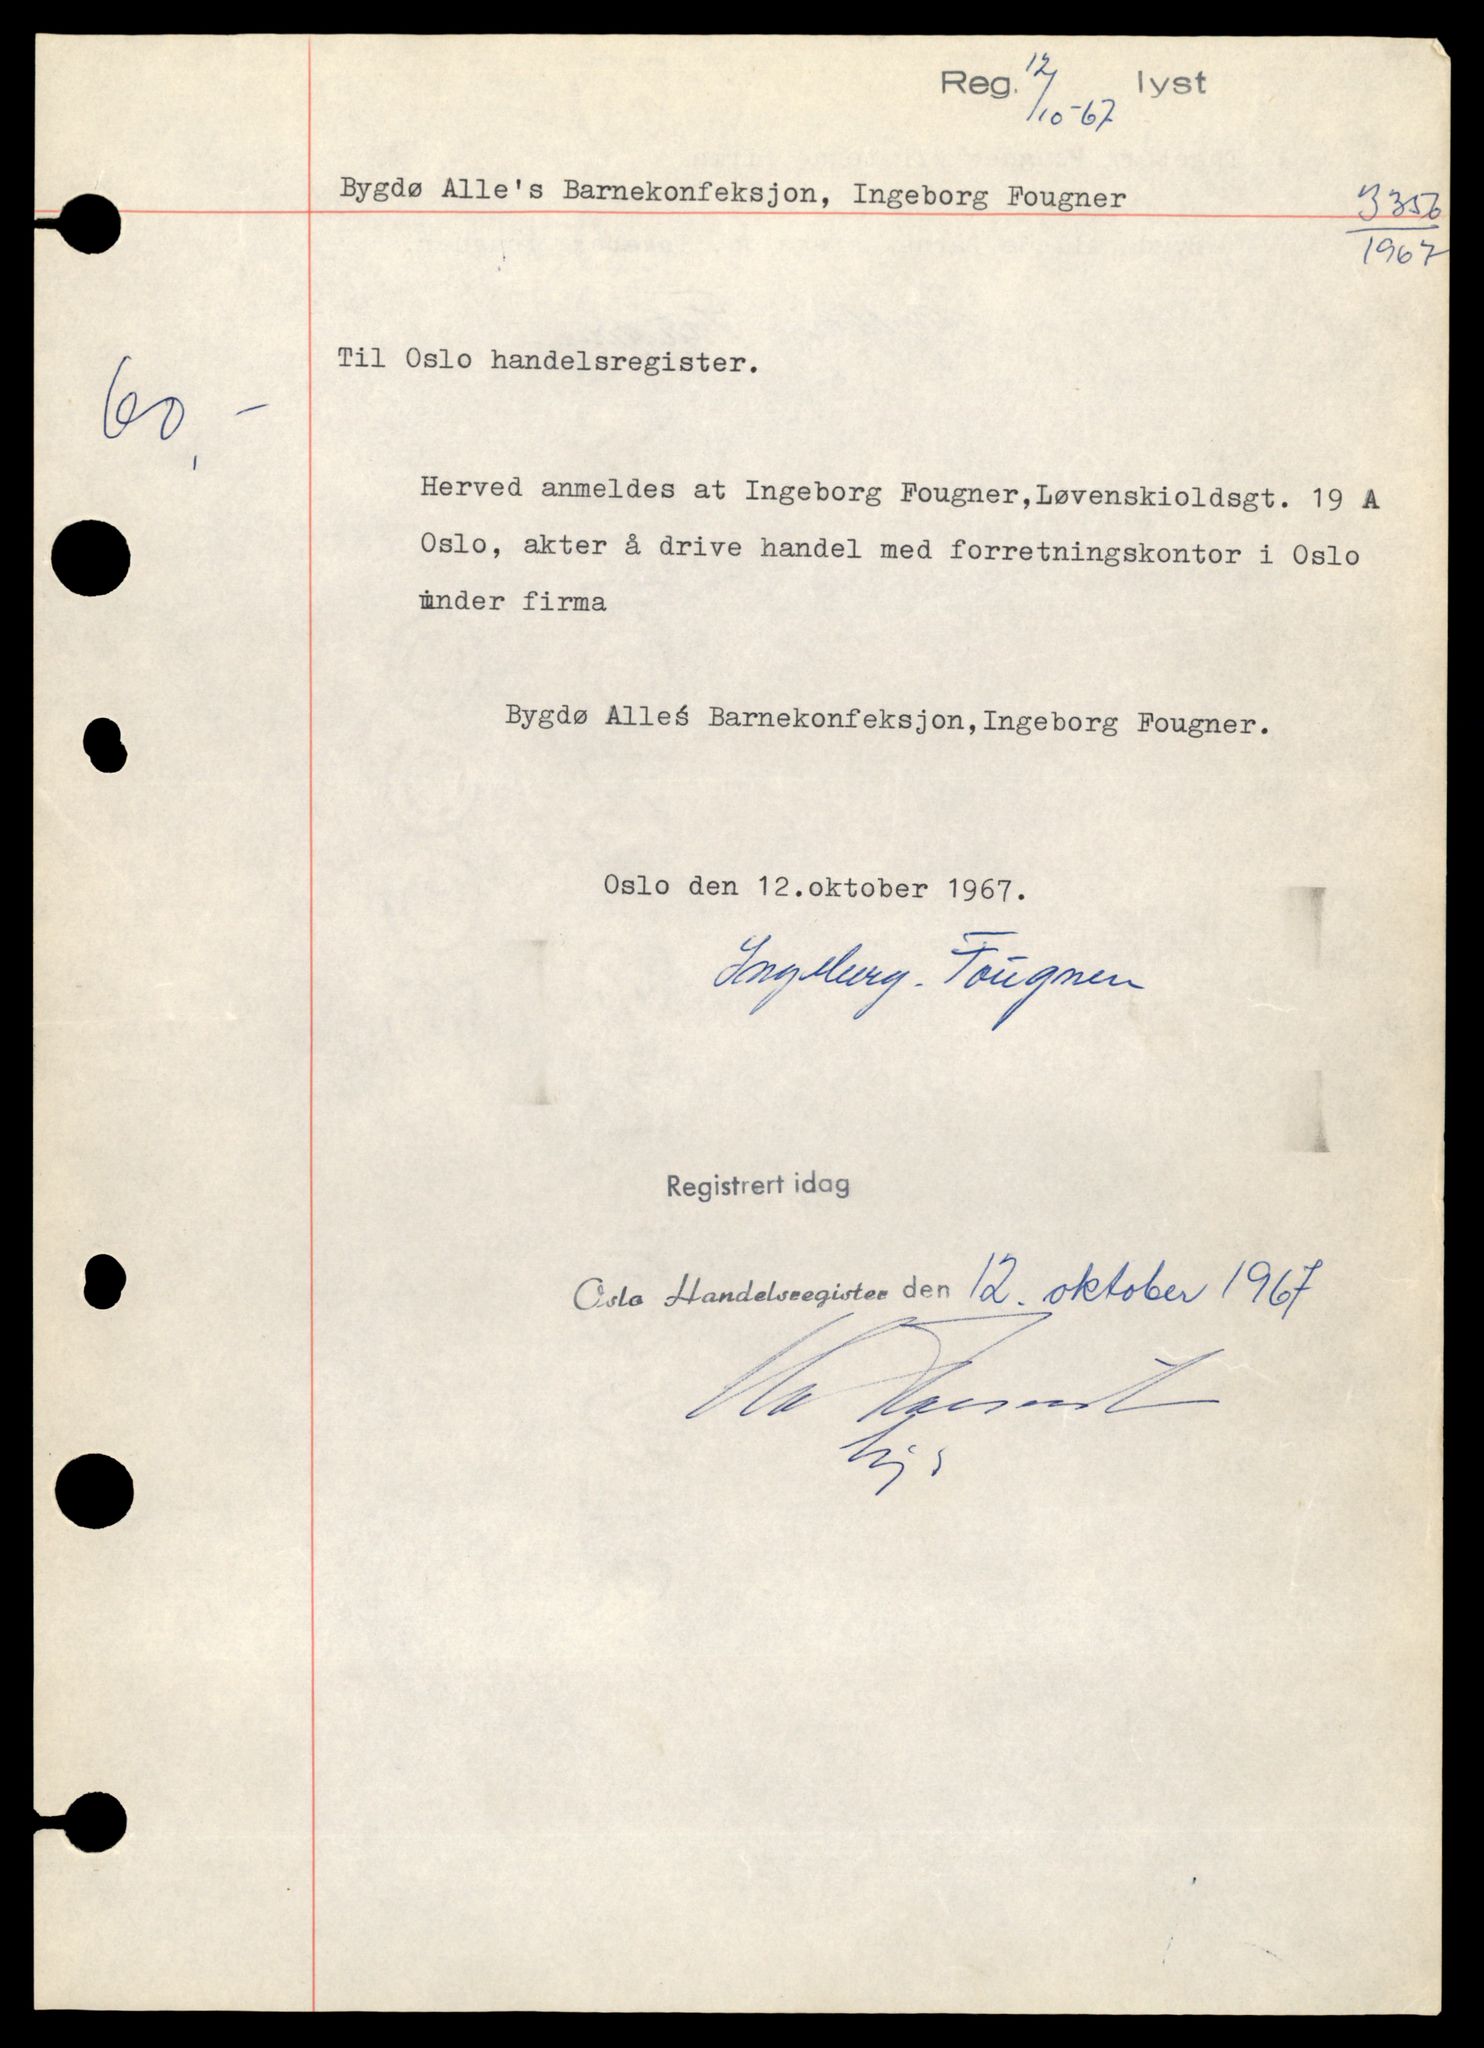 Reg. 12/10-67 lyst
Bygdø Alle's Barnekonfeksjon, Ingeborg Fougner
3356
1967
Til Oslo handelsregister.
60,-
Herved anmeldes at Ingeborg Fougner,Løvenskioldsgt. 19 A
Oslo, akter å drive handel med forretningskontor i Oslo
under firma
Bygdø Alleś Barnekonfeksjon,Ingeborg Fougner.
Oslo den 12.oktober 1967.
Ingeborg. Fougner
Registrert idag
Oslo Handelsregister den 12. oktober 1967